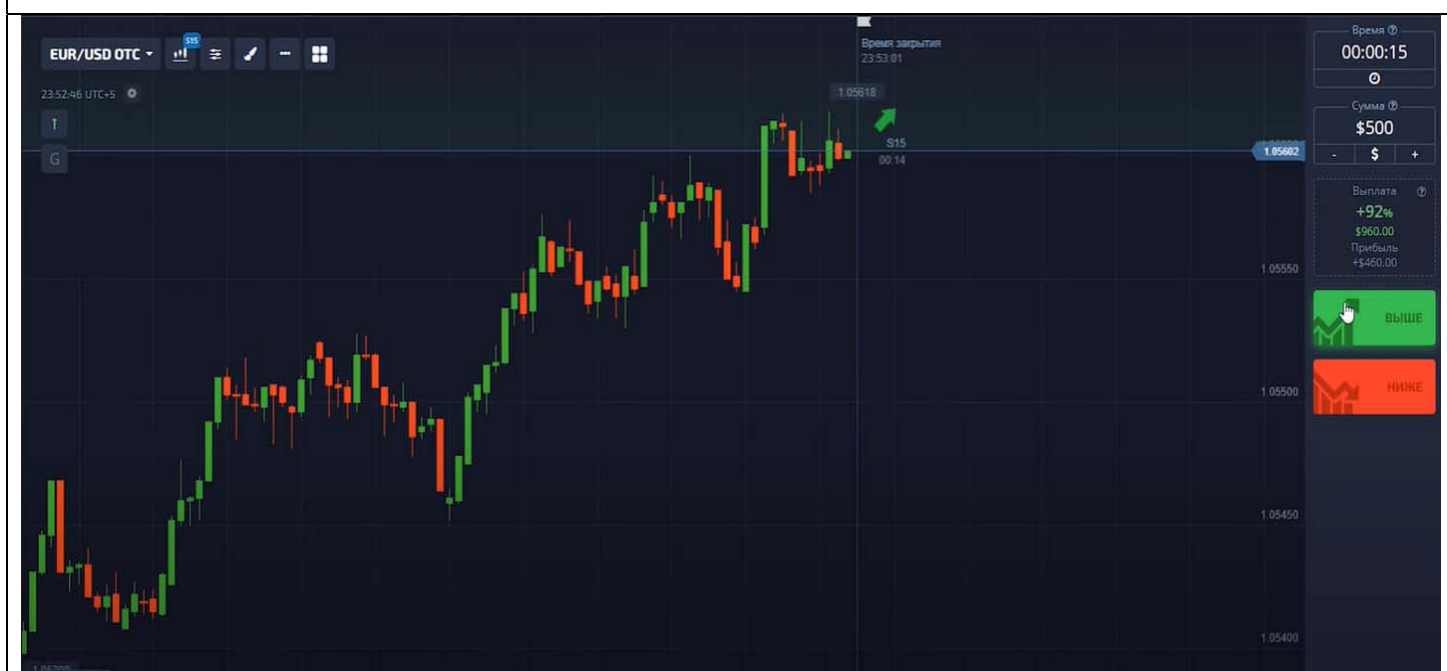 EUR/USD OTC
S15
23:52:46 UTC+5
G
Время закрытия
23:53:01
1.05618
S15
00:14
1.05602
1.05550
1.05500
1.05450
1.05400
Время
00:00:15
Сумма
$500
- $ +
Выплата
+92%
$960.00
Прибыль
+$460.00
ВЫШЕ
НИЖЕ